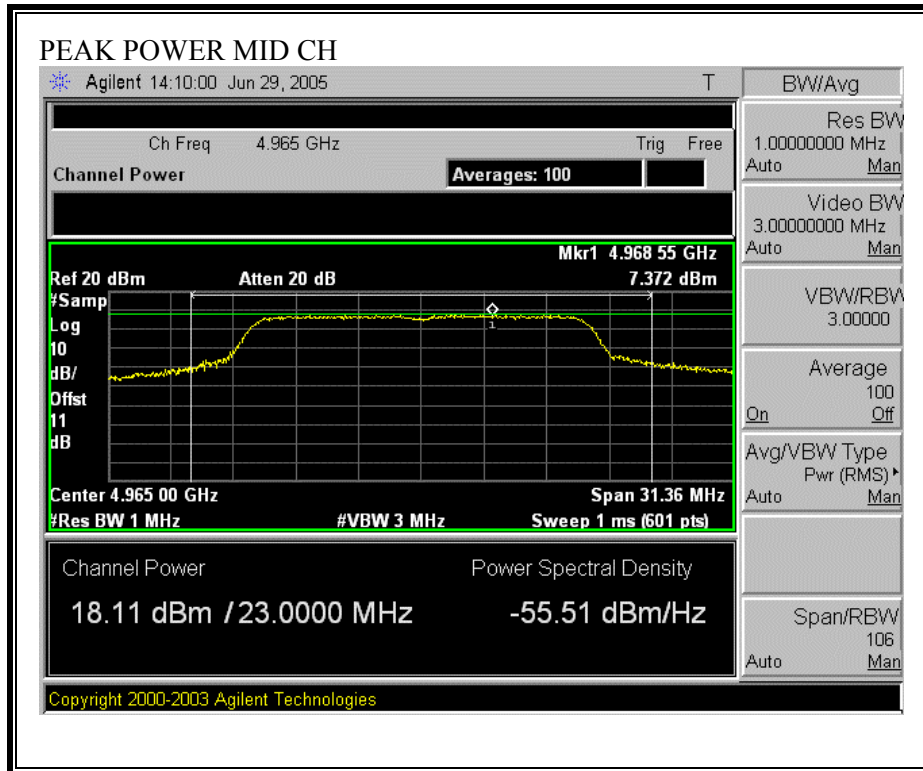 PEAK POWER MID CH
Agilent 14:10:00 Jun 29, 2005 T
Ch Freq 4.965 GHz Trig Free
Channel Power Averages: 100
Mkr1 4.968 55 GHz
Ref 20 dBm Atten 20 dB 7.372 dBm
#Samp
Log
10
dB/
Offst
11
dB
1
Center 4.965 00 GHz Span 31.36 MHz
#Res BW 1 MHz #VBW 3 MHz Sweep 1 ms (601 pts)
Channel Power Power Spectral Density
18.11 dBm / 23.0000 MHz -55.51 dBm/Hz
Copyright 2000-2003 Agilent Technologies
BW/Avg
Res BW
1.00000000 MHz
Auto Man
Video BW
3.00000000 MHz
Auto Man
VBW/RBW
3.00000
Average
100
On Off
Avg/VBW Type
Pwr (RMS)
Auto Man
Span/RBW
106
Auto Man